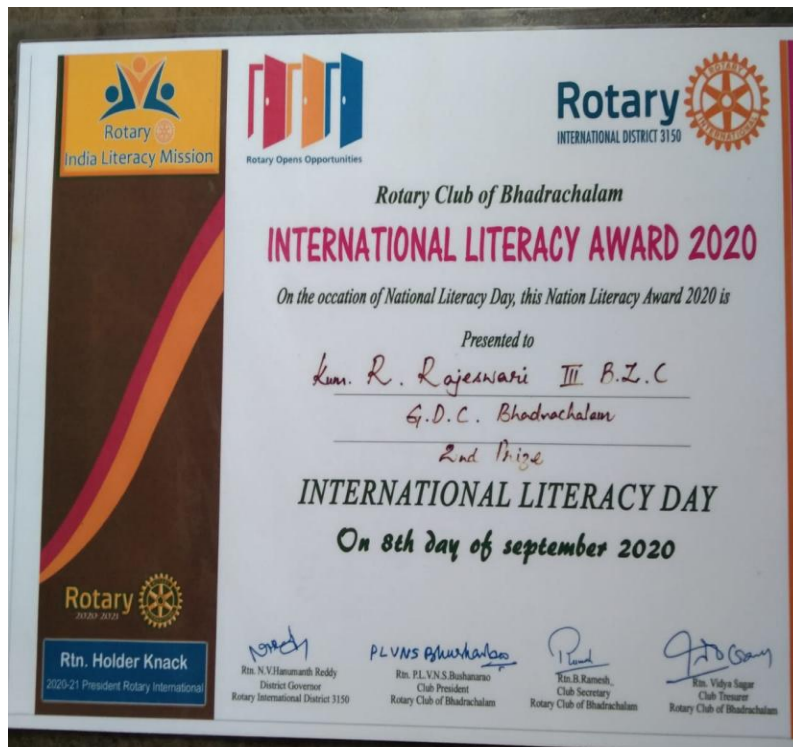 Rotary
India Literacy Mission
Rotary Opens Opportunities
Rotary
INTERNATIONAL DISTRICT 3150
ROTARY
INTERNATIONAL
Rotary Club of Bhadrachalam
INTERNATIONAL LITERACY AWARD 2020
On the occation of National Literacy Day, this Nation Literacy Award 2020 is
Presented to
Kum. R. Rajeswari III B.Z.C
G.D.C. Bhadrachalam
2nd Prize
INTERNATIONAL LITERACY DAY
On 8th day of september 2020
Rotary
2020-2021
Rtn. Holder Knack
2020-21 President Rotary International
Rtn. N.V.Hanumanth Reddy
District Governor
Rotary International District 3150
PLVNS Bhushanarao
Rtn. P.L.V.N.S.Bushanarao
Club President
Rotary Club of Bhadrachalam
Rtn.B.Ramesh,
Club Secretary
Rotary Club of Bhadrachalam
Rtn. Vidya Sagar
Club Tresurer
Rotary Club of Bhadrachalam